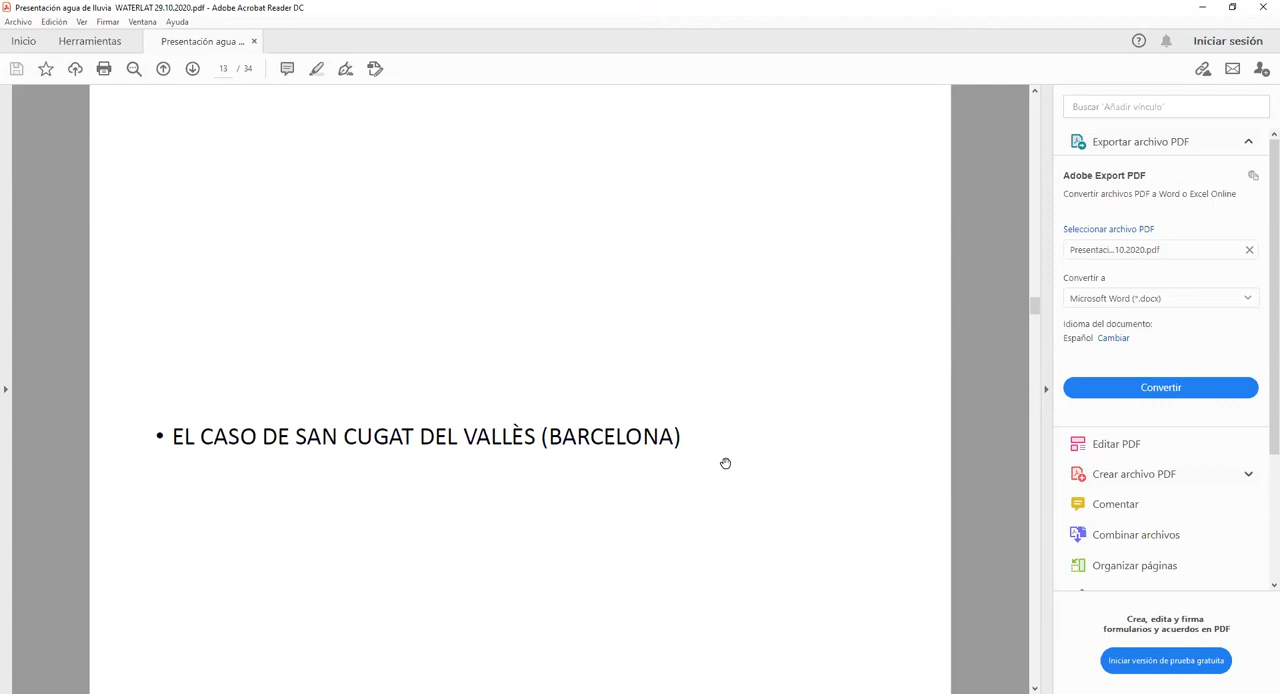 Presentación agua de lluvia WATERLAT 29.10.2020.pdf - Adobe Acrobat Reader DC
Archivo Edición Ver Firmar Ventana Ayuda
Inicio Herramientas Presentación agua ... Iniciar sesión
13 / 34
Buscar 'Añadir vínculo'
Exportar archivo PDF
Adobe Export PDF
Convertir archivos PDF a Word o Excel Online
Seleccionar archivo PDF
Presentaci...10.2020.pdf
Convertir a
Microsoft Word (*.docx)
Idioma del documento:
Español Cambiar
Convertir
• EL CASO DE SAN CUGAT DEL VALLÈS (BARCELONA)
Editar PDF
Crear archivo PDF
Comentar
Combinar archivos
Organizar páginas
Crea, edita y firma
formularios y acuerdos en PDF
Iniciar versión de prueba gratuita